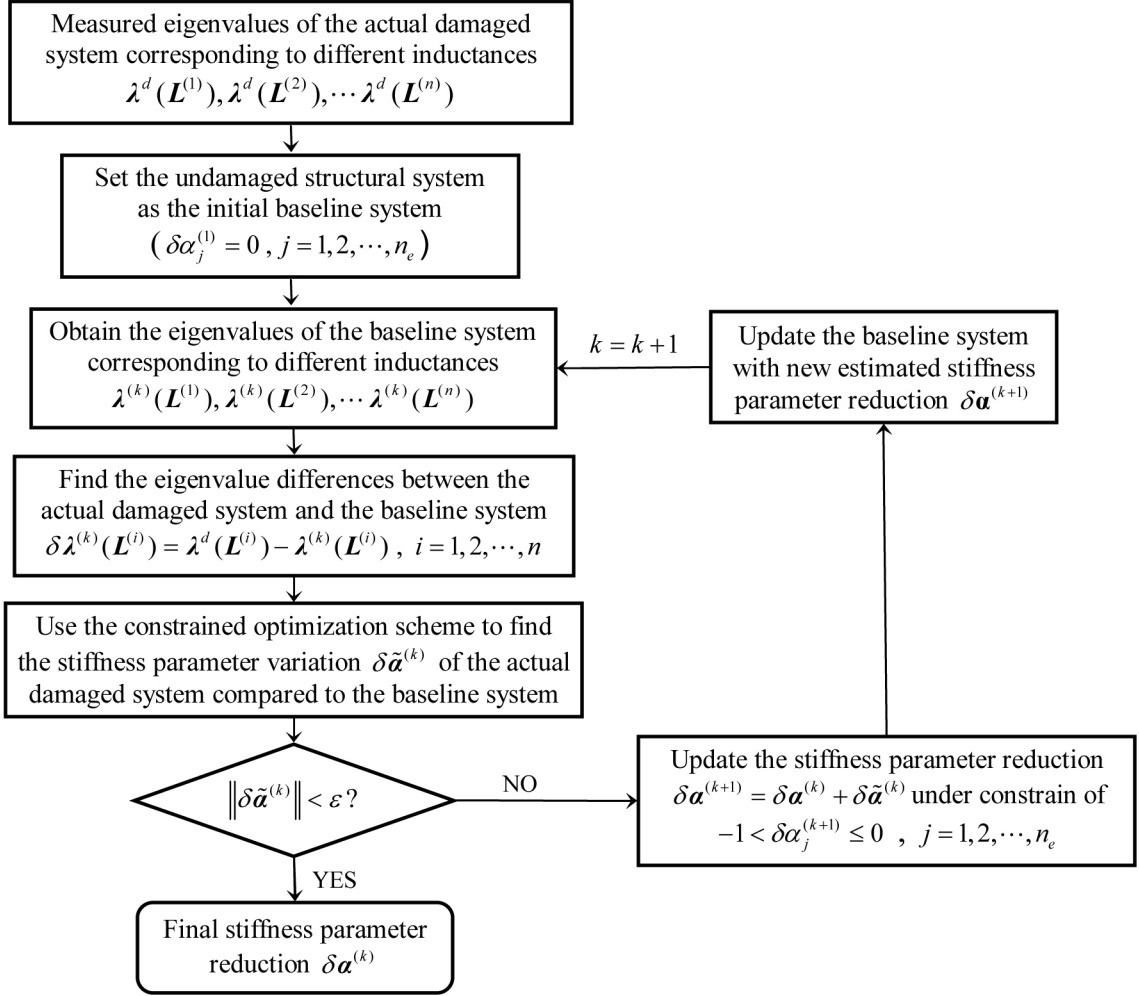 Measured eigenvalues of the actual damaged
system corresponding to different inductances
λ^d(L^(1)), λ^d(L^(2)), ⋯ λ^d(L^(n))
Set the undamaged structural system
as the initial baseline system
(δα_j^(1) = 0 , j = 1, 2, ⋯, n_e)
Obtain the eigenvalues of the baseline system
corresponding to different inductances
λ^(k)(L^(1)), λ^(k)(L^(2)), ⋯ λ^(k)(L^(n))
k = k + 1
Update the baseline system
with new estimated stiffness
parameter reduction δα^(k+1)
Find the eigenvalue differences between the
actual damaged system and the baseline system
δλ^(k)(L^(i)) = λ^d(L^(i)) − λ^(k)(L^(i)) , i = 1, 2, ⋯, n
Use the constrained optimization scheme to find
the stiffness parameter variation δα̃^(k) of the actual
damaged system compared to the baseline system
‖δα̃^(k)‖ < ε ?
NO
Update the stiffness parameter reduction
δα^(k+1) = δα^(k) + δα̃^(k) under constrain of
−1 < δα_j^(k+1) ≤ 0 , j = 1, 2, ⋯, n_e
YES
Final stiffness parameter
reduction δα^(k)